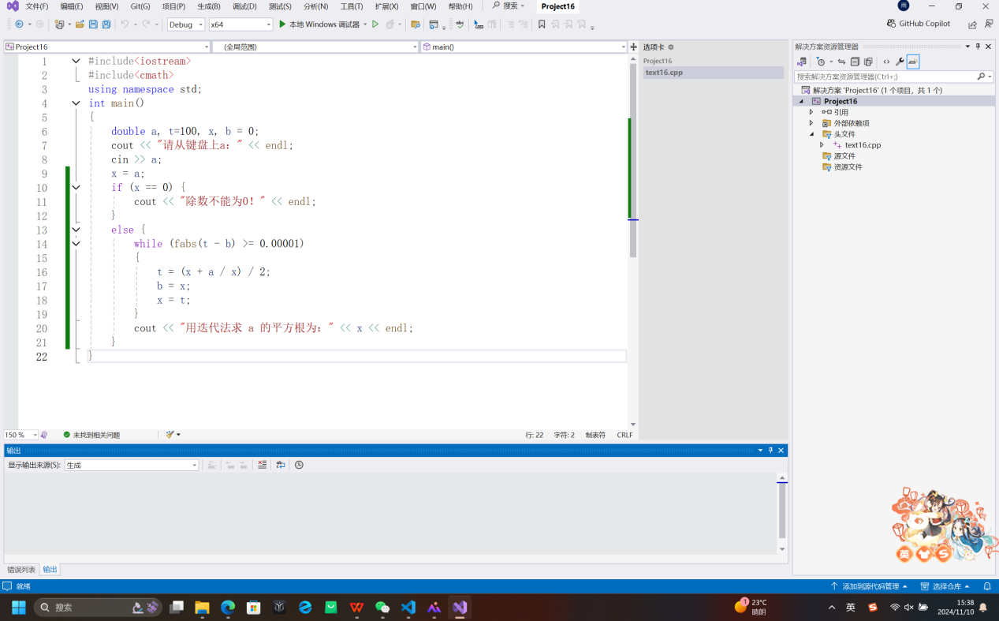 文件(F) 编辑(E) 视图(V) Git(G) 项目(P) 生成(B) 调试(D) 测试(S) 分析(N) 工具(T) 扩展(X) 窗口(W) 帮助(H) 搜索 Project16 雨
Debug x64 本地 Windows 调试器 GitHub Copilot
Project16 (全局范围) main()
1 #include<iostream>
2 #include<cmath>
3 using namespace std;
4 int main()
5 {
6 double a, t=100, x, b = 0;
7 cout << "请从键盘上a: " << endl;
8 cin >> a;
9 x = a;
10 if (x == 0) {
11 cout << "除数不能为0! " << endl;
12 }
13 else {
14 while (fabs(t - b) >= 0.00001)
15 {
16 t = (x + a / x) / 2;
17 b = x;
18 x = t;
19 }
20 cout << "用迭代法求 a 的平方根为: " << x << endl;
21 }
22 }
选项卡
Project16
text16.cpp
解决方案资源管理器
搜索解决方案资源管理器(Ctrl+;)
解决方案 'Project16' (1 个项目, 共 1 个)
Project16
引用
外部依赖项
头文件
text16.cpp
源文件
资源文件
150 % 未找到相关问题 行: 22 字符: 2 制表符 CRLF
输出
显示输出来源(S): 生成
错误列表 输出
英
S
就绪 添加到源代码管理 选择仓库
搜索
1
23°C
晴朗
英
S
15:38
2024/11/10